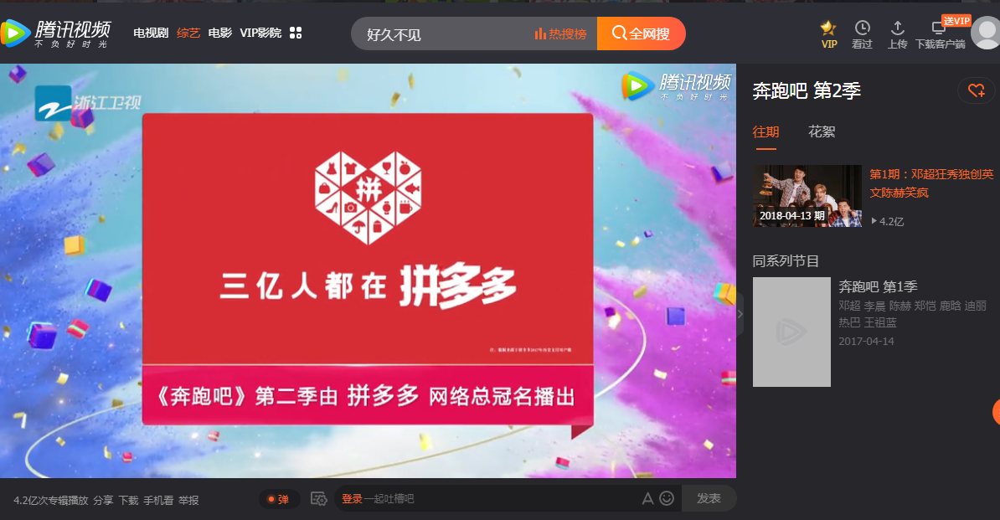 腾讯视频
不负好时光
电视剧 综艺 电影 VIP影院
好久不见
热搜榜
全网搜
VIP
看过
上传
送VIP
下载客户端
浙江卫视
腾讯视频
不负好时光
拼
三亿人都在 拼多多
《奔跑吧》第二季由 拼多多 网络总冠名播出
奔跑吧 第2季
往期 花絮
2018-04-13 期
第1期：邓超狂秀独创英
文陈赫笑疯
4.2亿
同系列节目
奔跑吧 第1季
邓超 李晨 陈赫 郑恺 鹿晗 迪丽
热巴 王祖蓝
2017-04-14
4.2亿次专辑播放 分享 下载 手机看 举报
弹
登录一起吐槽吧
A
发表